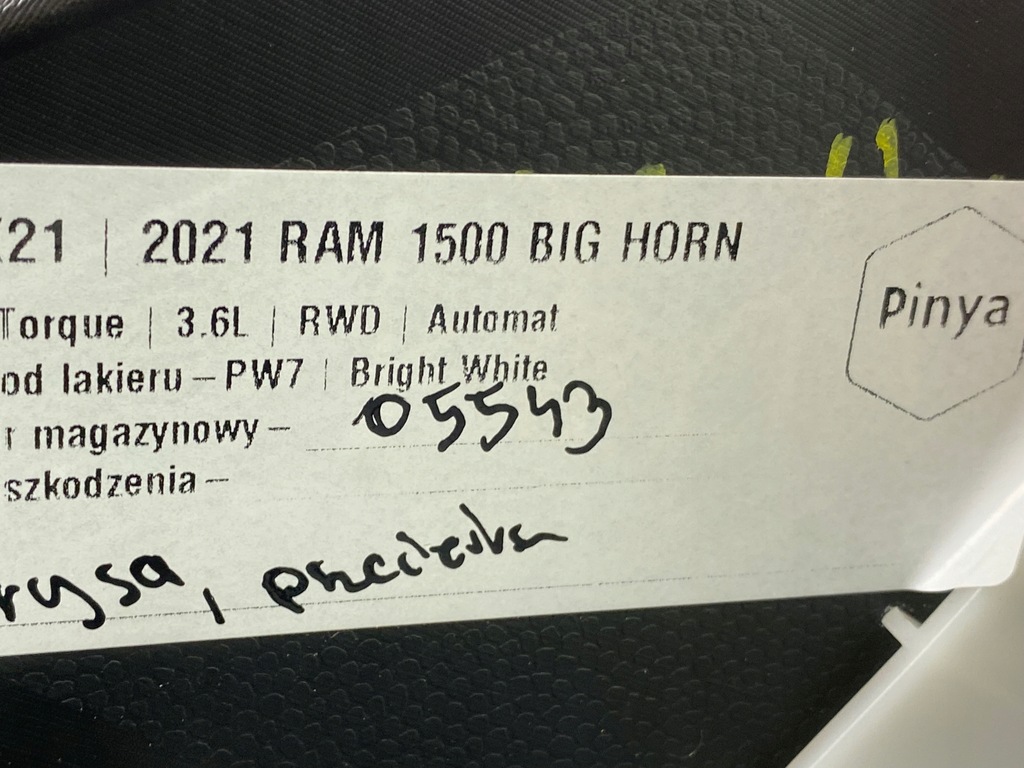 21 | 2021 RAM 1500 BIG HORN
Pinya
Torque | 3.6L | RWD | Automat
od lakieru – PW7 | Bright White
r magazynowy – 05543
szkodzenia –
rysa,